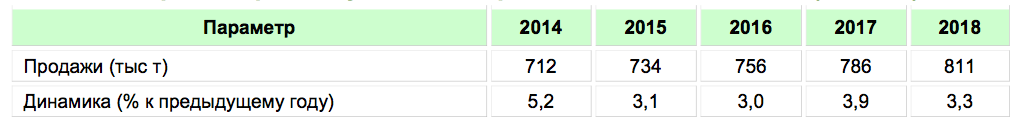 Параметр 2014 2015 2016 2017 2018
Продажи (тыс т) 712 734 756 786 811
Динамика (% к предыдущему году) 5,2 3,1 3,0 3,9 3,3